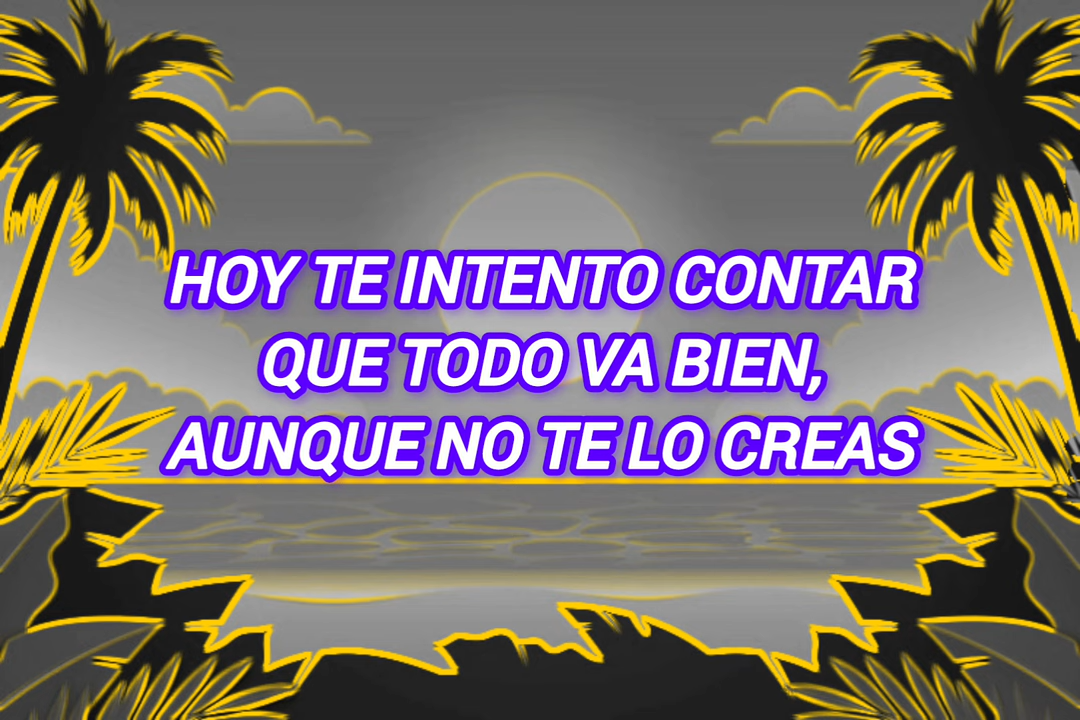 HOY TE INTENTO CONTAR
QUE TODO VA BIEN,
AUNQUE NO TE LO CREAS